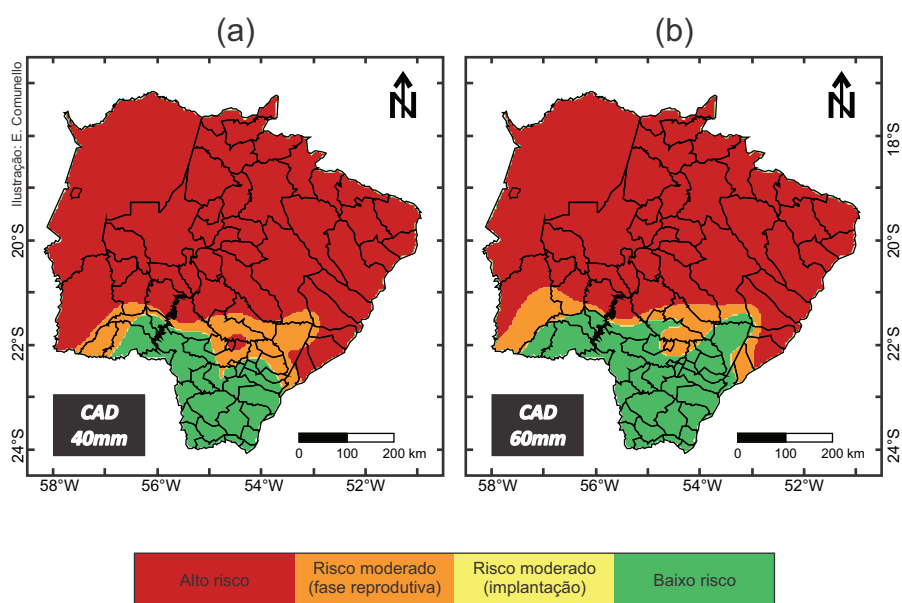 (a)
(b)
Ilustração: E. Comunello
N
N
18°S
20°S
22°S
24°S
18°S
20°S
22°S
24°S
CAD
40mm
CAD
60mm
0 100 200 km
0 100 200 km
58°W 56°W 54°W 52°W
58°W 56°W 54°W 52°W
Alto risco
Risco moderado
(fase reprodutiva)
Risco moderado
(implantação)
Baixo risco